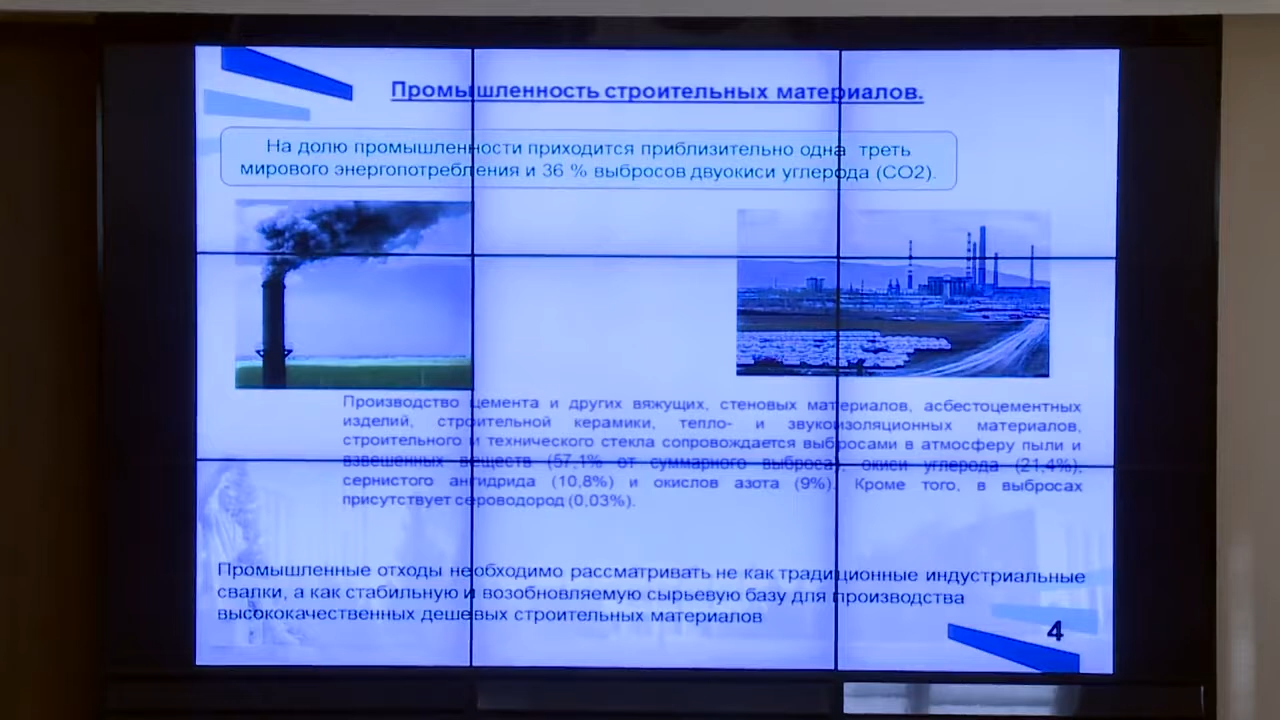 Промышленность строительных материалов.
На долю промышленности приходится приблизительно одна треть
мирового энергопотребления и 36 % выбросов двуокиси углерода (СО2).
Производство цемента и других вяжущих, стеновых материалов, асбестоцементных
изделий, строительной керамики, тепло- и звукоизоляционных материалов,
строительного и технического стекла сопровождается выбросами в атмосферу пыли и
взвешенных веществ (57,1% от суммарного выброса), окиси углерода (21,4%),
сернистого ангидрида (10,8%) и окислов азота (9%). Кроме того, в выбросах
присутствует сероводород (0,03%).
Промышленные отходы необходимо рассматривать не как традиционные индустриальные
свалки, а как стабильную и возобновляемую сырьевую базу для производства
высококачественных дешевых строительных материалов
4